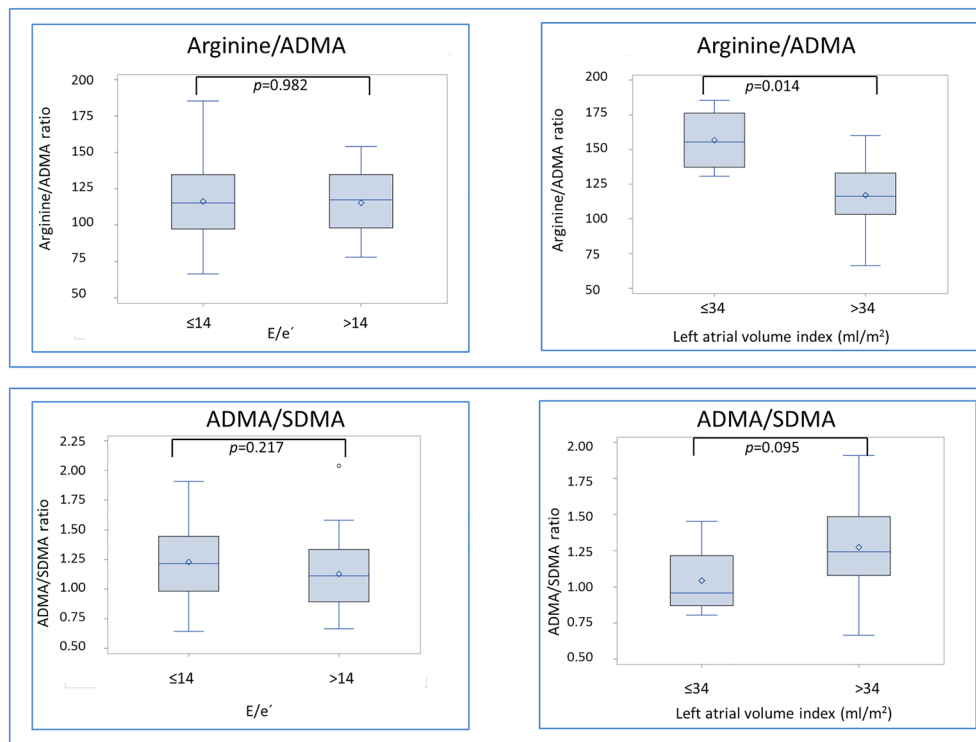 Arginine/ADMA
p=0.982
200
175
150
125
100
75
50
Arginine/ADMA ratio
≤14
>14
E/e´
Arginine/ADMA
p=0.014
200
175
150
125
100
75
50
Arginine/ADMA ratio
≤34
>34
Left atrial volume index (ml/m²)
ADMA/SDMA
p=0.217
2.25
2.00
1.75
1.50
1.25
1.00
0.75
0.50
ADMA/SDMA ratio
≤14
>14
E/e´
ADMA/SDMA
p=0.095
2.00
1.75
1.50
1.25
1.00
0.75
0.50
ADMA/SDMA ratio
≤34
>34
Left atrial volume index (ml/m²)